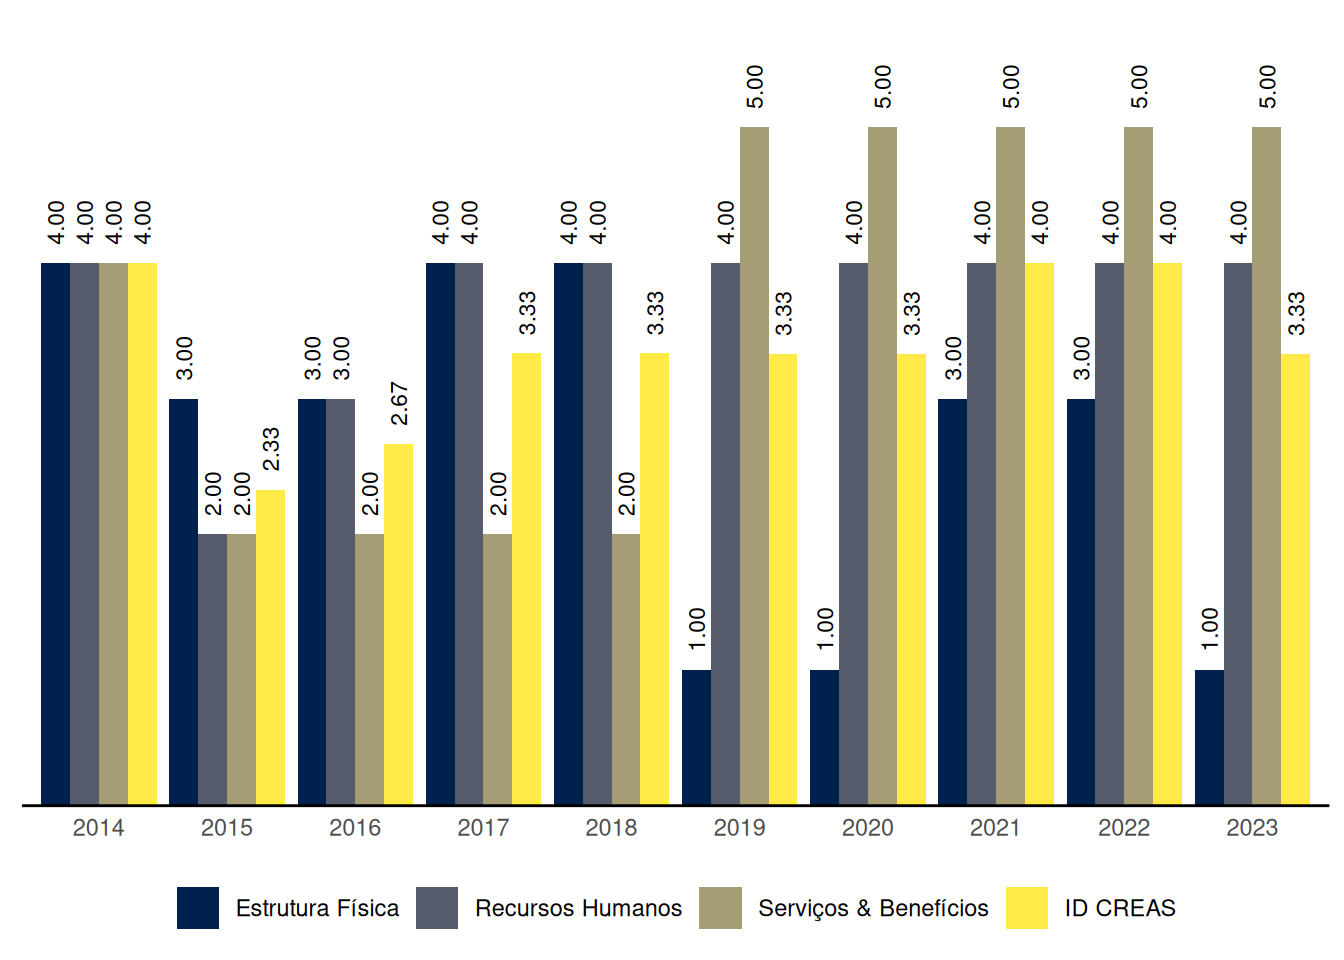 5.00 5.00 5.00 5.00 5.00
4.00 4.00 4.00 4.00 4.00 4.00 4.00 4.00 4.00 4.00 4.00 4.00 4.00 4.00 4.00
3.33 3.33 3.33 3.33 3.33
3.00 3.00 3.00 3.00 3.00
2.67
2.33
2.00 2.00 2.00 2.00 2.00
1.00 1.00 1.00
2014 2015 2016 2017 2018 2019 2020 2021 2022 2023
Estrutura Física Recursos Humanos Serviços & Benefícios ID CREAS